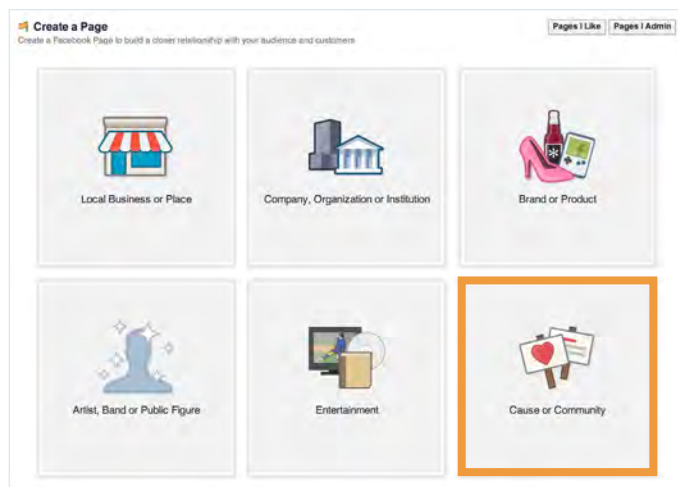 Create a Page
Pages I Like
Pages I Admin
Create a Facebook Page to build a closer relationship with your audience and customers
Local Business or Place
Company, Organization or Institution
Brand or Product
Artist, Band or Public Figure
Entertainment
Cause or Community